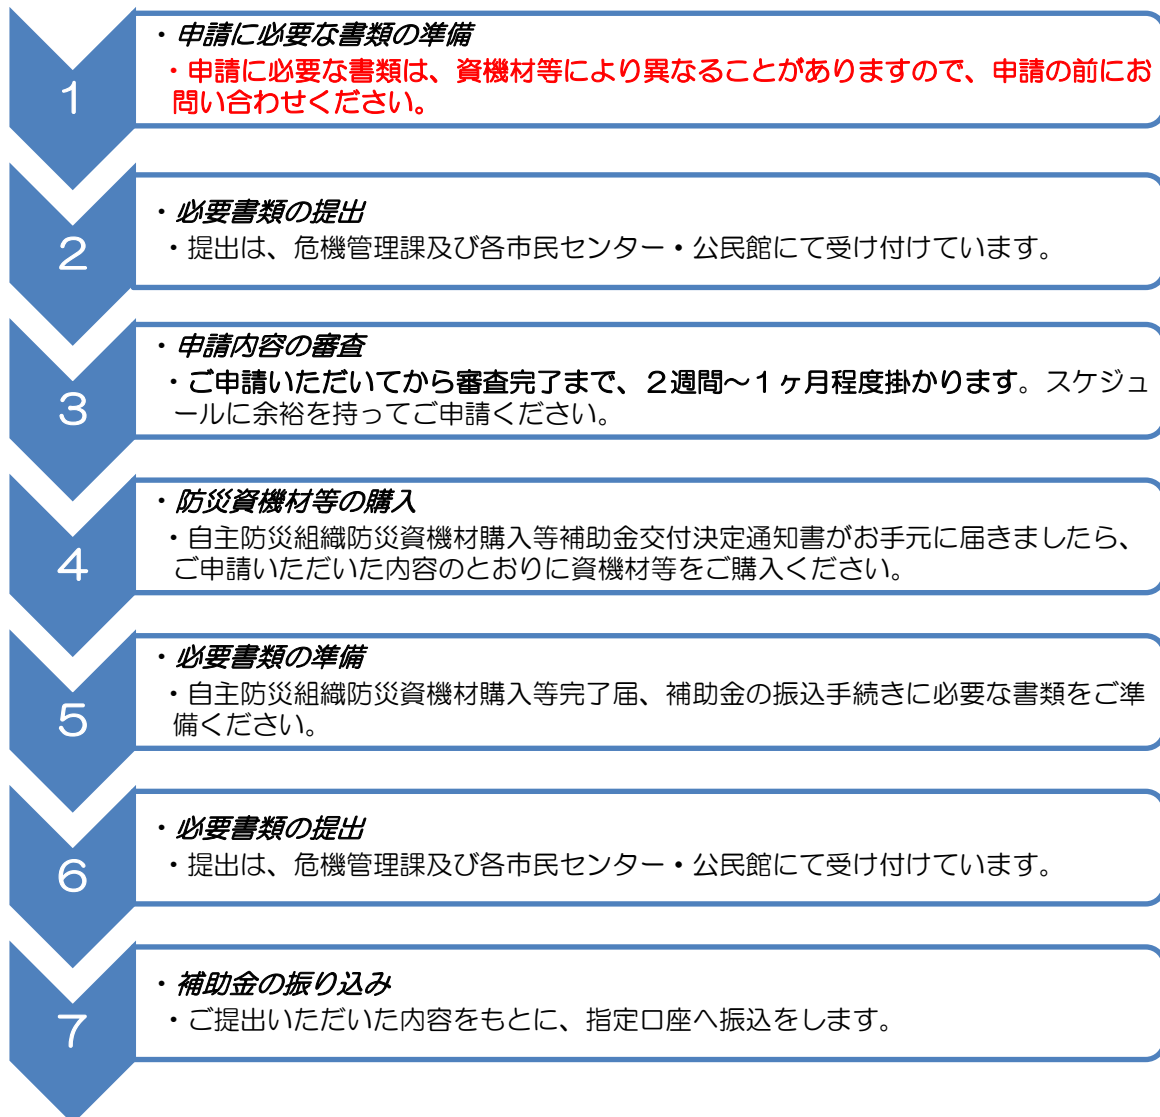 1
・申請に必要な書類の準備
・申請に必要な書類は、資機材等により異なることがありますので、申請の前にお
問い合わせください。
2
・必要書類の提出
・提出は、危機管理課及び各市民センター・公民館にて受け付けています。
3
・申請内容の審査
・ご申請いただいてから審査完了まで、２週間～１ヶ月程度掛かります。スケジュ
ールに余裕を持ってご申請ください。
4
・防災資機材等の購入
・自主防災組織防災資機材購入等補助金交付決定通知書がお手元に届きましたら、
ご申請いただいた内容のとおりに資機材等をご購入ください。
5
・必要書類の準備
・自主防災組織防災資機材購入等完了届、補助金の振込手続きに必要な書類をご準
備ください。
6
・必要書類の提出
・提出は、危機管理課及び各市民センター・公民館にて受け付けています。
7
・補助金の振り込み
・ご提出いただいた内容をもとに、指定口座へ振込をします。